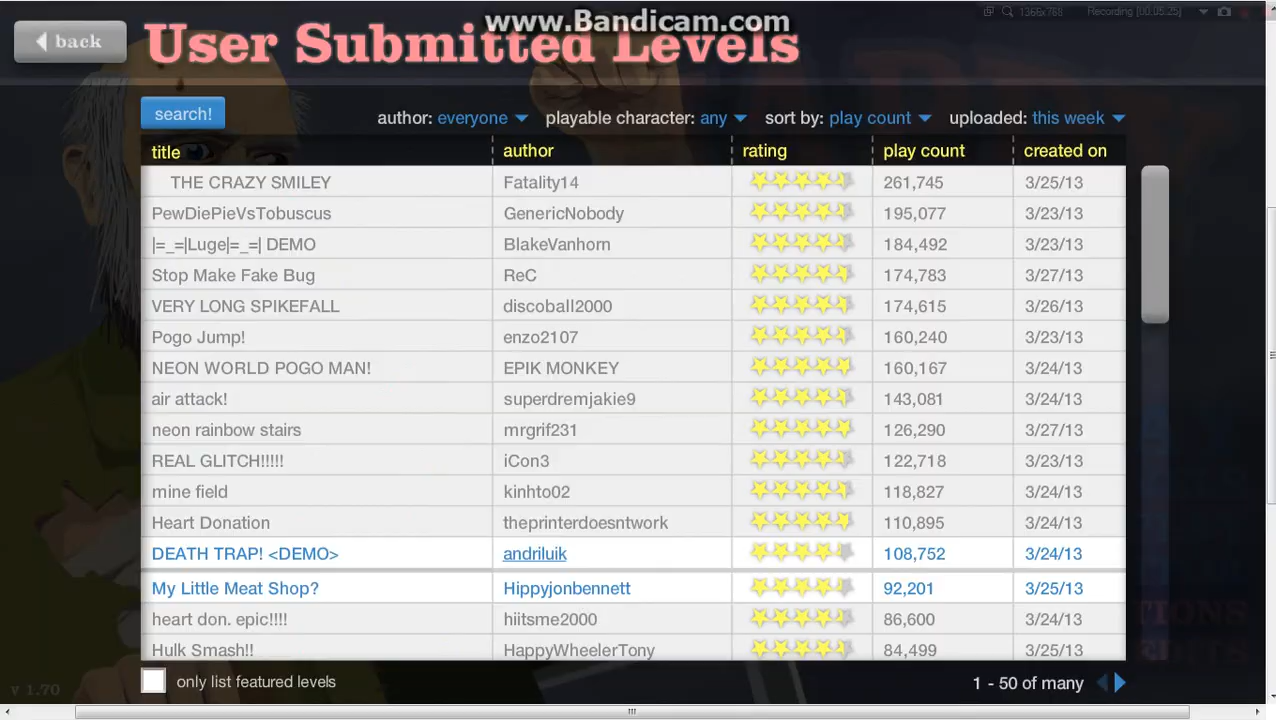 www.Bandicam.com
1366x768 Recording [00:05:25]
back
User Submitted Levels
search!
author: everyone playable character: any sort by: play count uploaded: this week
title author rating play count created on
THE CRAZY SMILEY Fatality14 261,745 3/25/13
PewDiePieVsTobuscus GenericNobody 195,077 3/23/13
|=_=|Luge|=_=| DEMO BlakeVanhorn 184,492 3/23/13
Stop Make Fake Bug ReC 174,783 3/27/13
VERY LONG SPIKEFALL discoball2000 174,615 3/26/13
Pogo Jump! enzo2107 160,240 3/23/13
NEON WORLD POGO MAN! EPIK MONKEY 160,167 3/24/13
air attack! superdremjakie9 143,081 3/24/13
neon rainbow stairs mrgrif231 126,290 3/27/13
REAL GLITCH!!!!! iCon3 122,718 3/23/13
mine field kinhto02 118,827 3/24/13
Heart Donation theprinterdoesntwork 110,895 3/24/13
DEATH TRAP! <DEMO> andriluik 108,752 3/24/13
My Little Meat Shop? Hippyjonbennett 92,201 3/25/13
heart don. epic!!!! hiitsme2000 86,600 3/24/13
Hulk Smash!! HappyWheelerTony 84,499 3/25/13
only list featured levels
1 - 50 of many
v 1.70